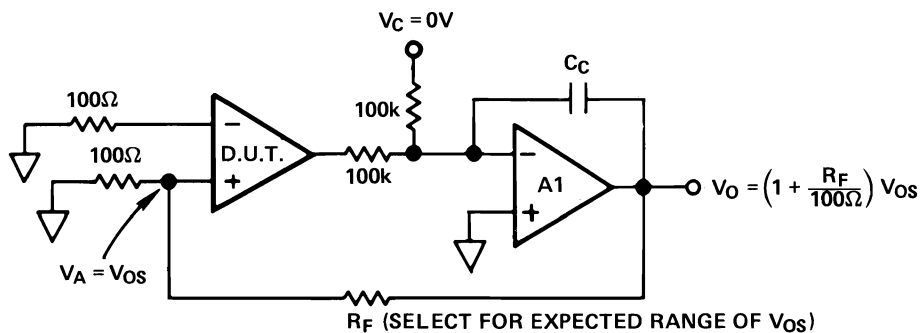 V_C = 0V
C_C
100Ω
100k
−
100Ω
D.U.T.
−
+
100k
A1
+
V_O = (1 + R_F/100Ω) V_OS
V_A = V_OS
R_F (SELECT FOR EXPECTED RANGE OF V_OS)